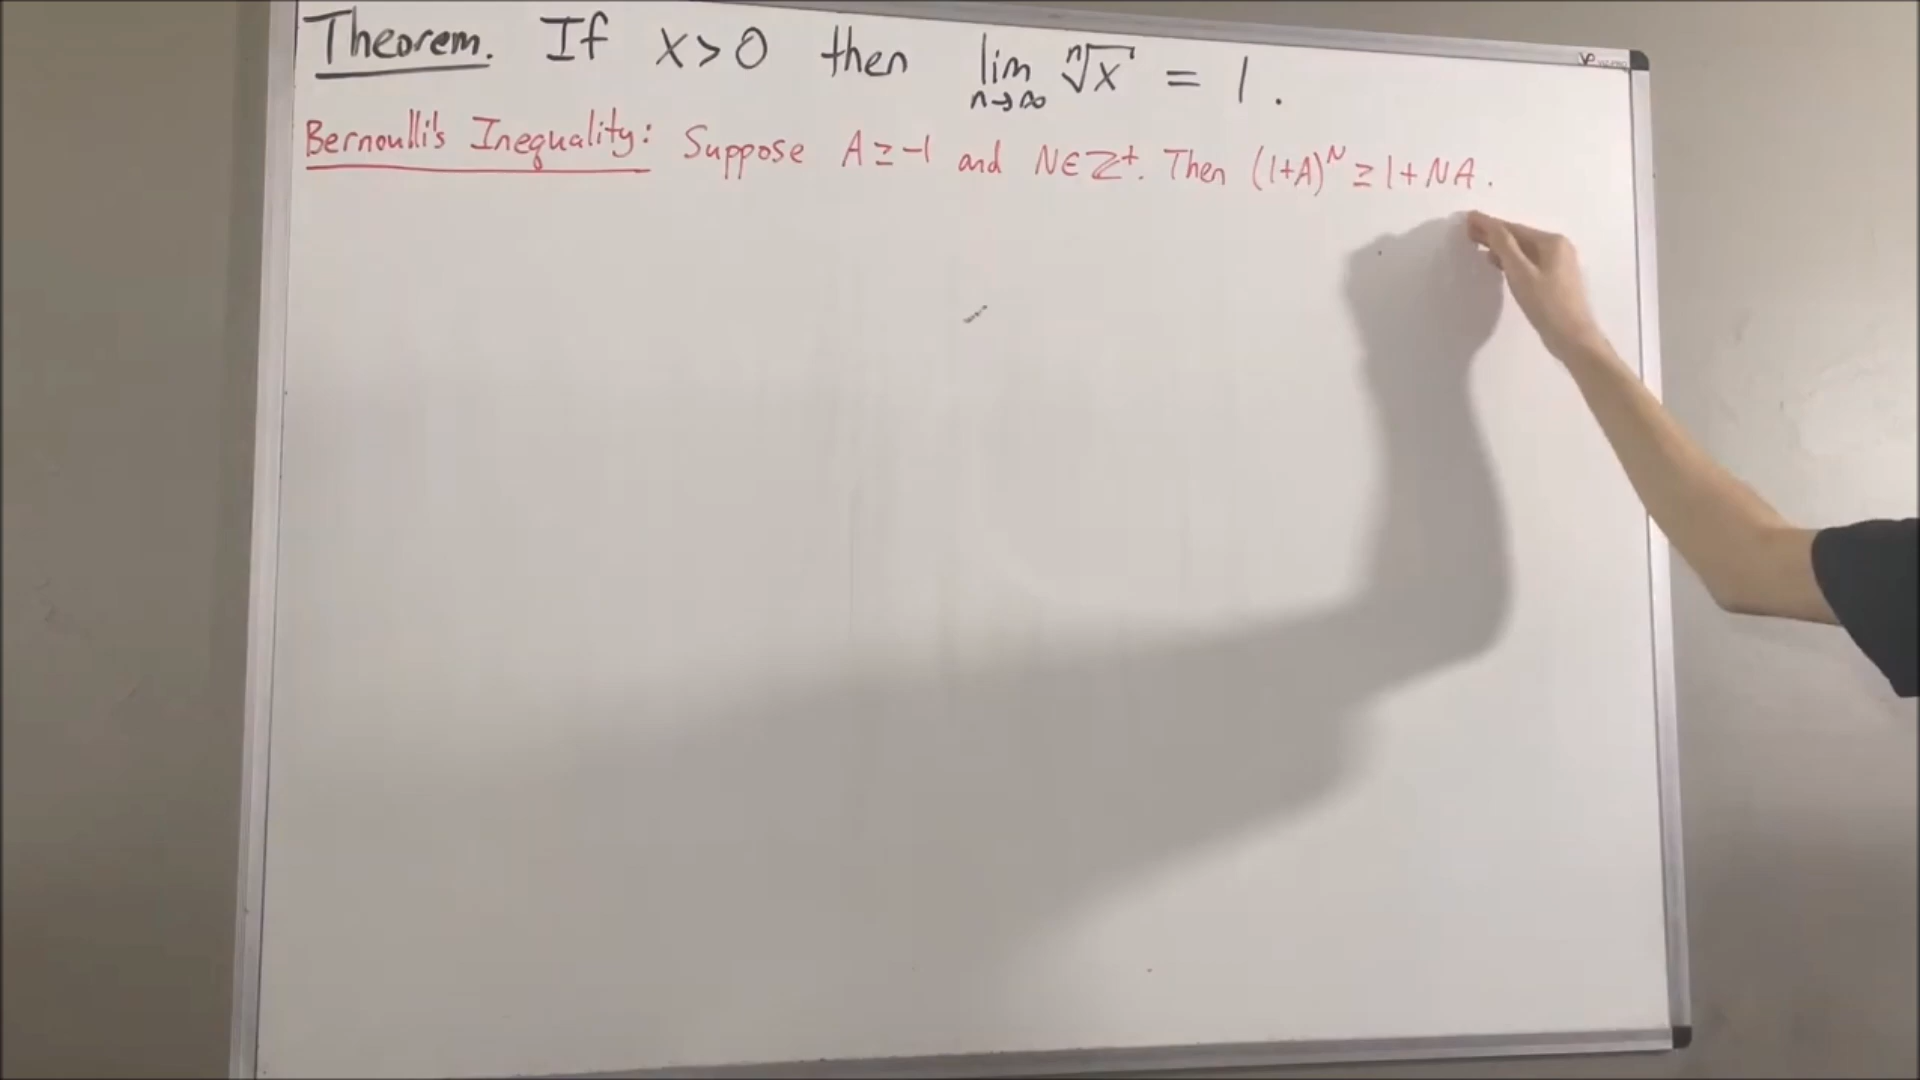 Theorem. If x > 0 then lim n→∞ ⁿ√x = 1.
Bernoulli's Inequality: Suppose A ≥ -1 and N ∈ ℤ⁺. Then (1+A)ᴺ ≥ 1 + NA.